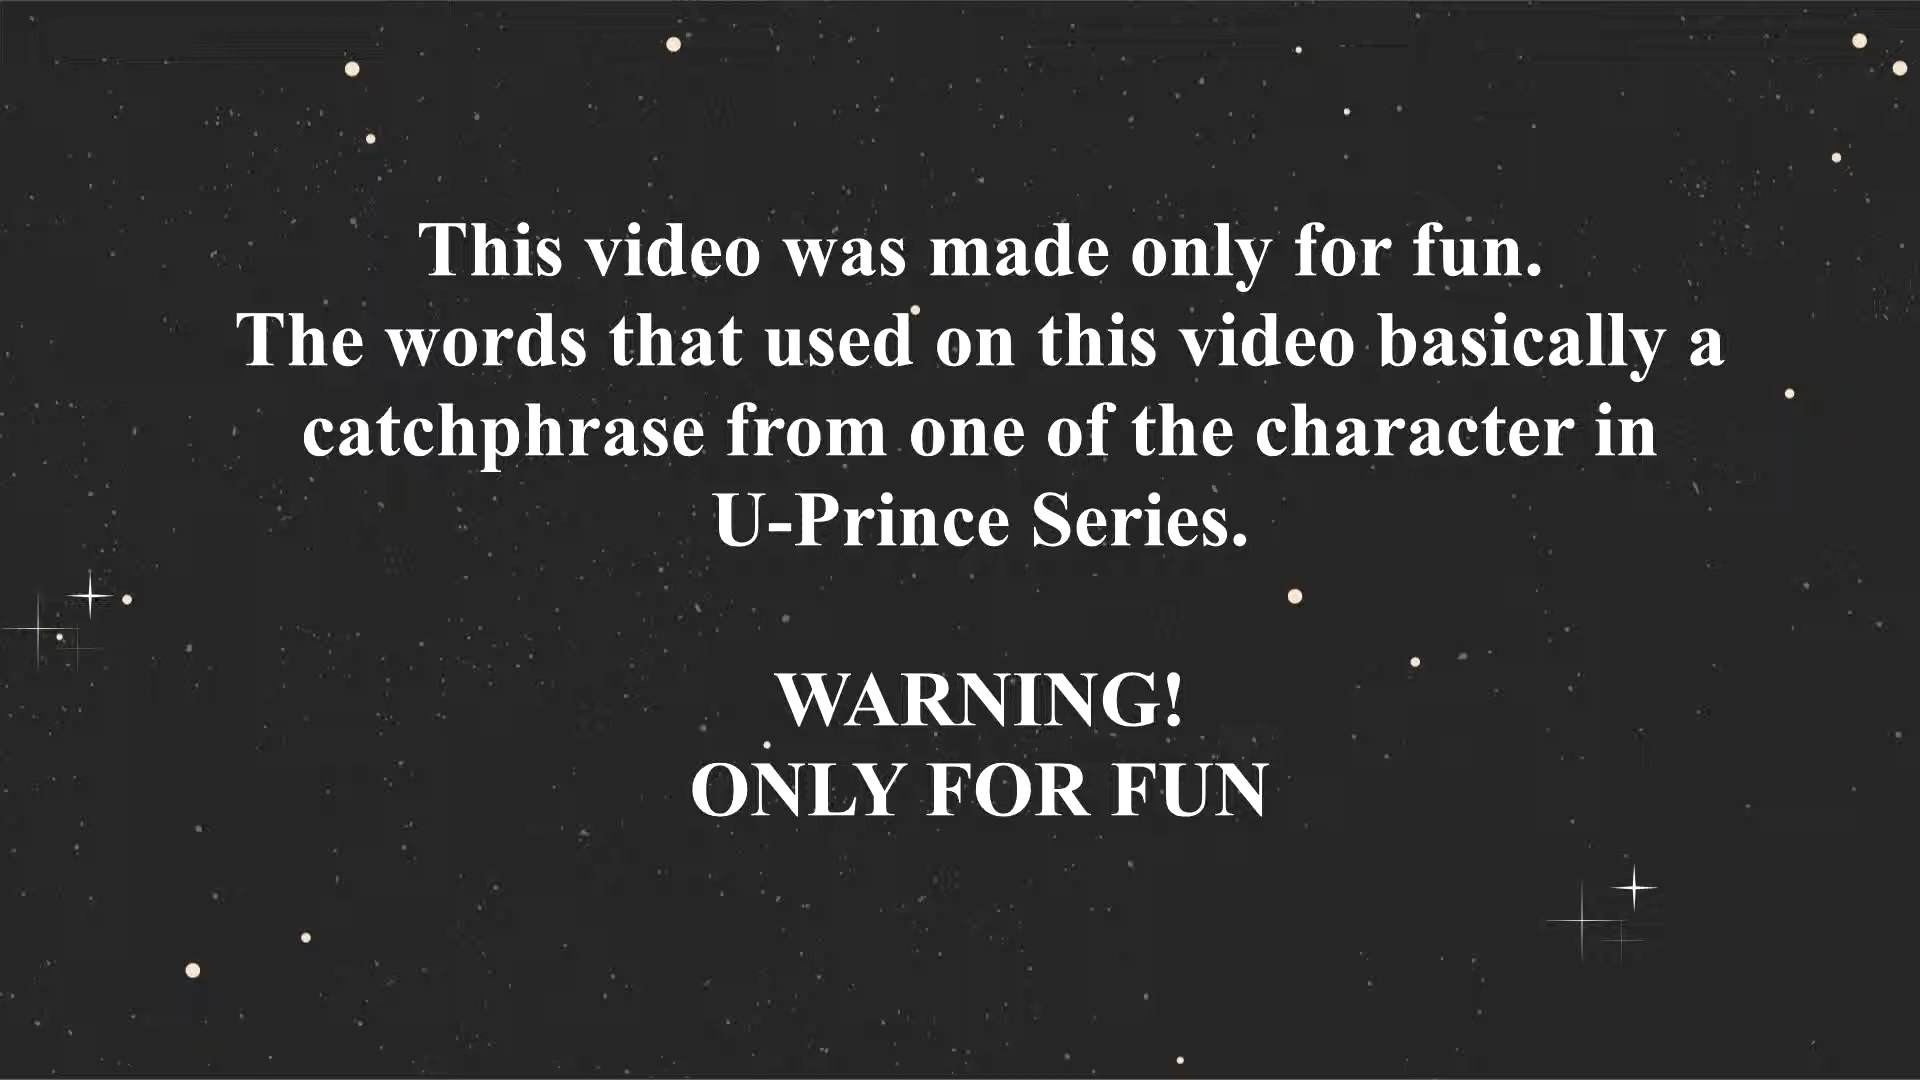 This video was made only for fun.
The words that used on this video basically a
catchphrase from one of the character in
U-Prince Series.
WARNING!
ONLY FOR FUN